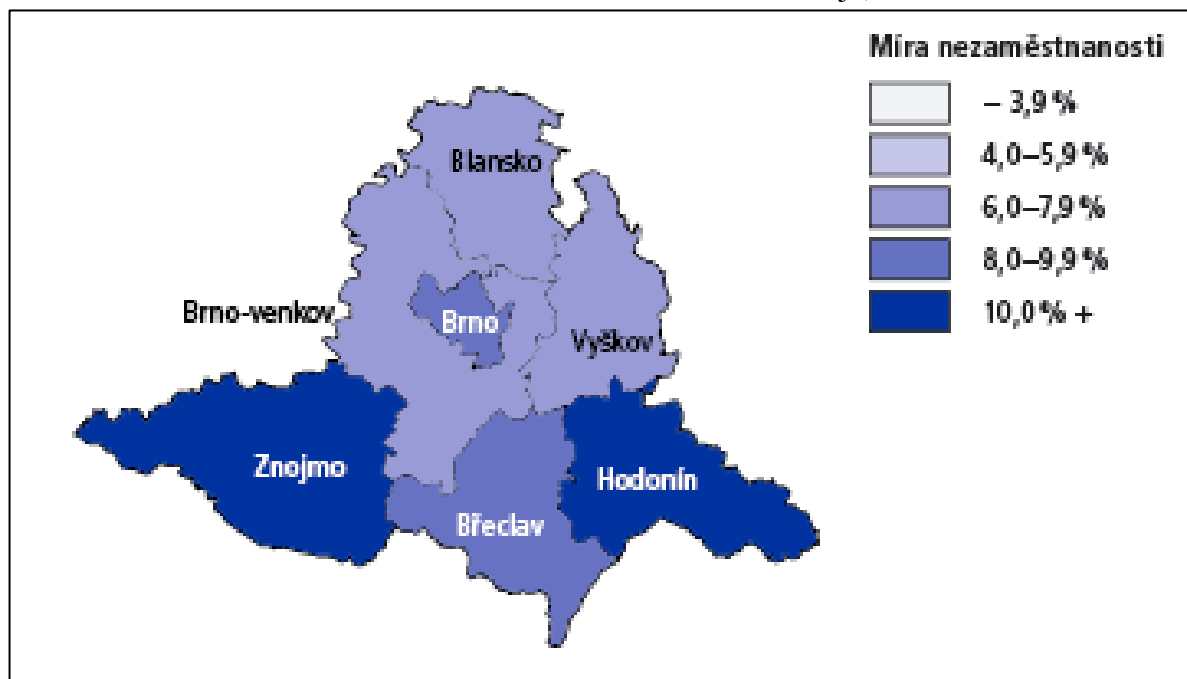 Míra nezaměstnanosti
– 3,9 %
4,0–5,9 %
6,0–7,9 %
8,0–9,9 %
10,0 % +
Blansko
Brno-venkov
Brno
Vyškov
Znojmo
Hodonín
Břeclav